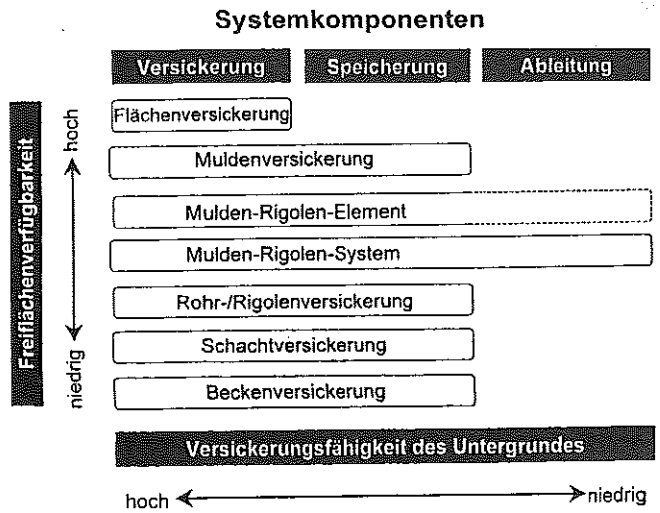 Systemkomponenten
Versickerung
Speicherung
Ableitung
Freiflächenverfügbarkeit
hoch
niedrig
Flächenversickerung
Muldenversickerung
Mulden-Rigolen-Element
Mulden-Rigolen-System
Rohr-/Rigolenversickerung
Schachtversickerung
Beckenversickerung
Versickerungsfähigkeit des Untergrundes
hoch
niedrig